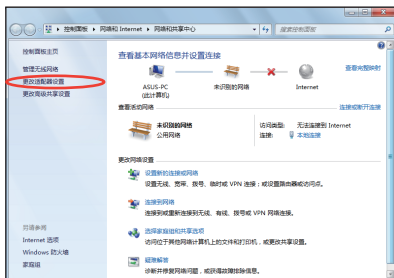 控制面板 ▸ 网络和 Internet ▸ 网络和共享中心
搜索控制面板
控制面板主页
管理无线网络
更改适配器设置
更改高级共享设置
查看基本网络信息并设置连接
查看完整映射
ASUS-PC
(此计算机)
未识别的网络
Internet
查看活动网络
连接或断开连接
未识别的网络
公用网络
访问类型: 无法连接到 Internet
连接: 本地连接
更改网络设置
设置新的连接或网络
设置无线、宽带、拨号、临时或 VPN 连接；或设置路由器或访问点。
连接到网络
连接到或重新连接到无线、有线、拨号或 VPN 网络连接。
选择家庭组和共享选项
访问位于其他网络计算机上的文件和打印机，或更改共享设置。
疑难解答
诊断并修复网络问题，或获得故障排除信息。
另请参阅
Internet 选项
Windows 防火墙
家庭组